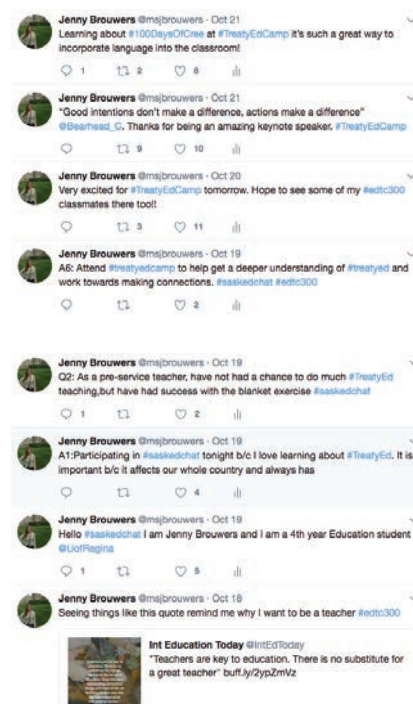 Jenny Brouwers @msjbrouwers · Oct 21
Learning about #100DaysOfCree at #TreatyEdCamp it's such a great way to
incorporate language into the classroom!
1 2 6
Jenny Brouwers @msjbrouwers · Oct 21
"Good intentions don't make a difference, actions make a difference"
@Bearhead_C. Thanks for being an amazing keynote speaker. #TreatyEdCamp
9 10
Jenny Brouwers @msjbrouwers · Oct 20
Very excited for #TreatyEdCamp tomorrow. Hope to see some of my #edtc300
classmates there too!!
3 11
Jenny Brouwers @msjbrouwers · Oct 19
A6: Attend #treatyedcamp to help get a deeper understanding of #treatyed and
work towards making connections. #saskedchat #edtc300
2
Jenny Brouwers @msjbrouwers · Oct 19
Q2: As a pre-service teacher, have not had a chance to do much #TreatyEd
teaching,but have had success with the blanket exercise #saskedchat
1 2
Jenny Brouwers @msjbrouwers · Oct 19
A1:Participating in #saskedchat tonight b/c I love learning about #TreatyEd. It is
important b/c it affects our whole country and always has
4
Jenny Brouwers @msjbrouwers · Oct 19
Hello #saskedchat I am Jenny Brouwers and I am a 4th year Education student
@UofRegina
1 5
Jenny Brouwers @msjbrouwers · Oct 18
Seeing things like this quote remind me why I want to be a teacher #edtc300
Int Education Today @IntEdToday
"Teachers are key to education. There is no substitute for
a great teacher" buff.ly/2ypZmVz